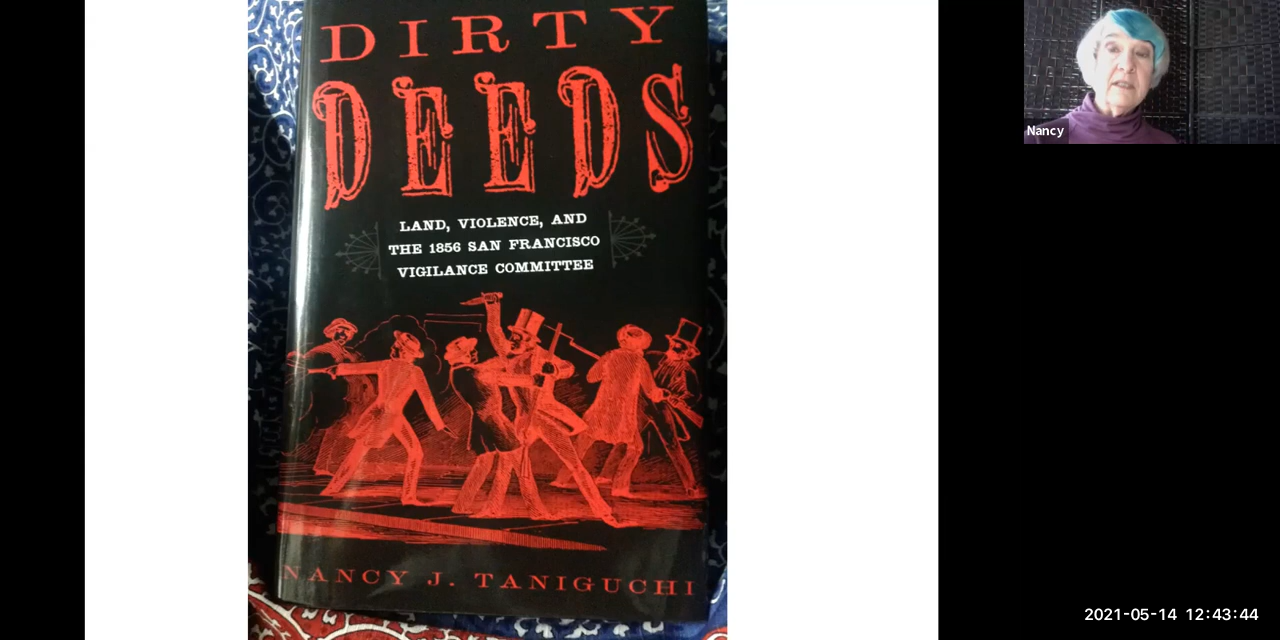 DIRTY
DEEDS
LAND, VIOLENCE, AND
THE 1856 SAN FRANCISCO
VIGILANCE COMMITTEE
NANCY J. TANIGUCHI
Nancy
2021-05-14 12:43:44